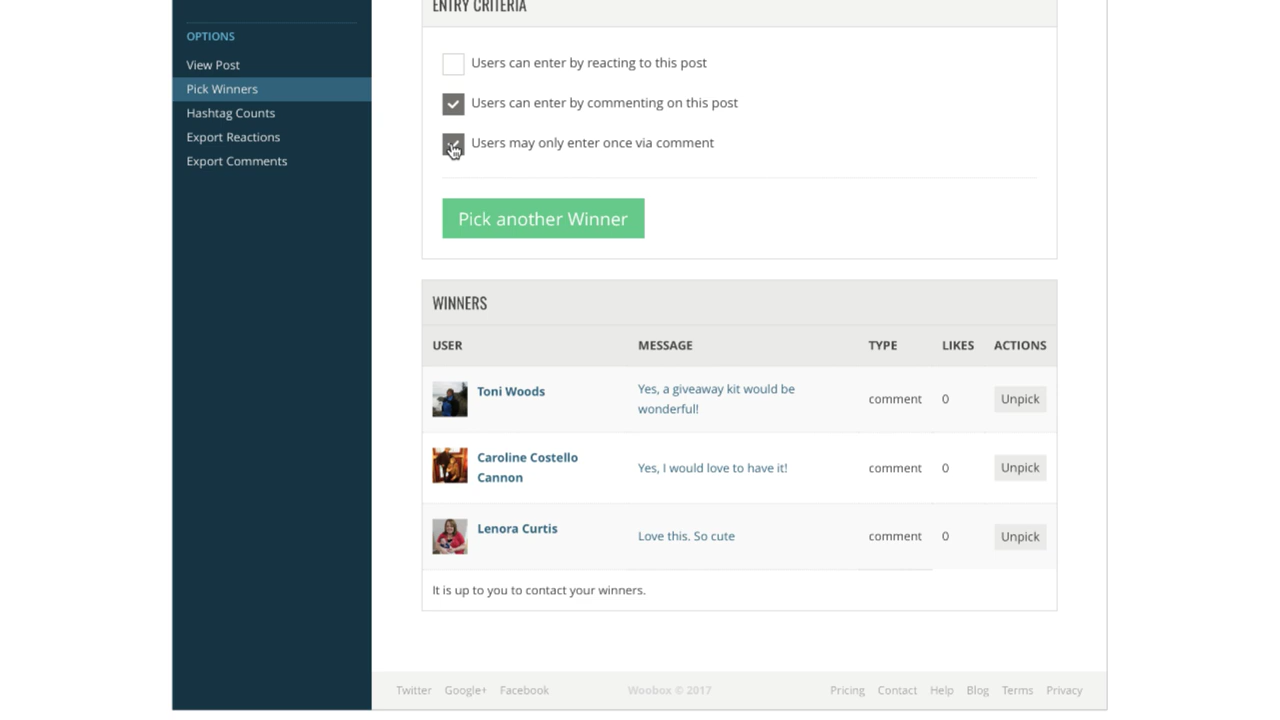 ENTRY CRITERIA
OPTIONS
View Post
Pick Winners
Hashtag Counts
Export Reactions
Export Comments
Users can enter by reacting to this post
Users can enter by commenting on this post
Users may only enter once via comment
Pick another Winner
WINNERS
USER MESSAGE TYPE LIKES ACTIONS
Toni Woods
Yes, a giveaway kit would be
wonderful!
comment 0 Unpick
Caroline Costello
Cannon
Yes, I would love to have it!
comment 0 Unpick
Lenora Curtis
Love this. So cute
comment 0 Unpick
It is up to you to contact your winners.
Twitter Google+ Facebook Woobox © 2017 Pricing Contact Help Blog Terms Privacy